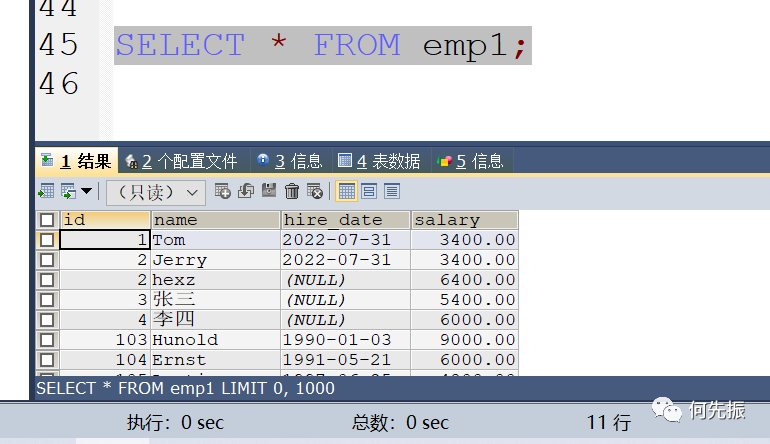 44
45 SELECT * FROM emp1;
46
1 结果 2 个配置文件 3 信息 4 表数据 5 信息
（只读）
id name hire_date salary
1 Tom 2022-07-31 3400.00
2 Jerry 2022-07-31 3400.00
2 hexz (NULL) 6400.00
3 张三 (NULL) 5400.00
4 李四 (NULL) 6000.00
103 Hunold 1990-01-03 9000.00
104 Ernst 1991-05-21 6000.00
SELECT * FROM emp1 LIMIT 0, 1000
何先振
执行：0 sec 总数：0 sec 11 行